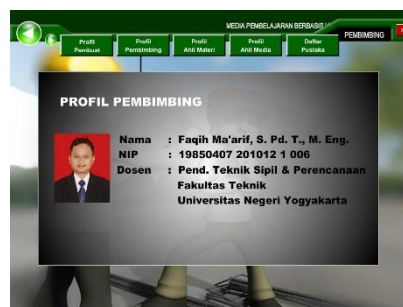 MEDIA PEMBELAJARAN BERBASIS
PEMBIMBING
Profil Pembuat
Profil Pembimbing
Profil Ahli Materi
Profil Ahli Media
Daftar Pustaka
PROFIL PEMBIMBING
Nama : Faqih Ma'arif, S. Pd. T., M. Eng.
NIP : 19850407 201012 1 006
Dosen : Pend. Teknik Sipil & Perencanaan
Fakultas Teknik
Universitas Negeri Yogyakarta